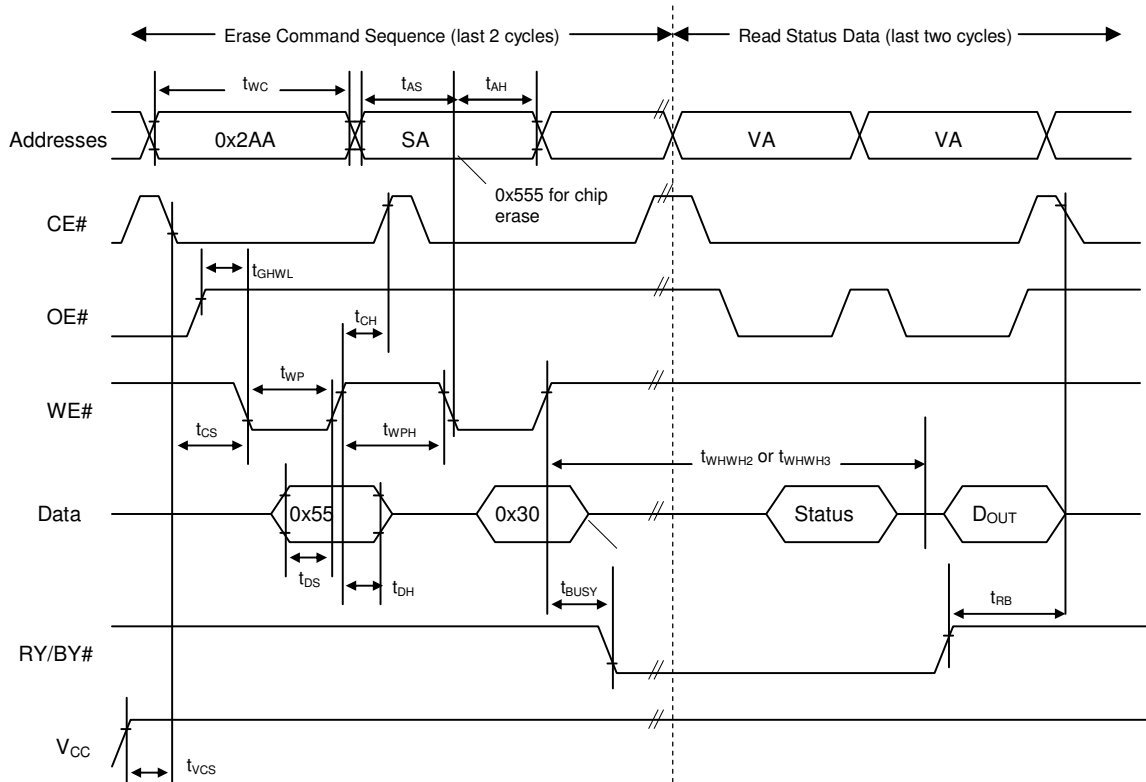 Erase Command Sequence (last 2 cycles)
Read Status Data (last two cycles)
tWC
tAS
tAH
Addresses
0x2AA
SA
VA
VA
0x555 for chip
erase
CE#
tGHWL
OE#
tCH
tWP
WE#
tCS
tWPH
tWHWH2 or tWHWH3
Data
0x55
0x30
Status
DOUT
tDS
tDH
tBUSY
tRB
RY/BY#
VCC
tVCS